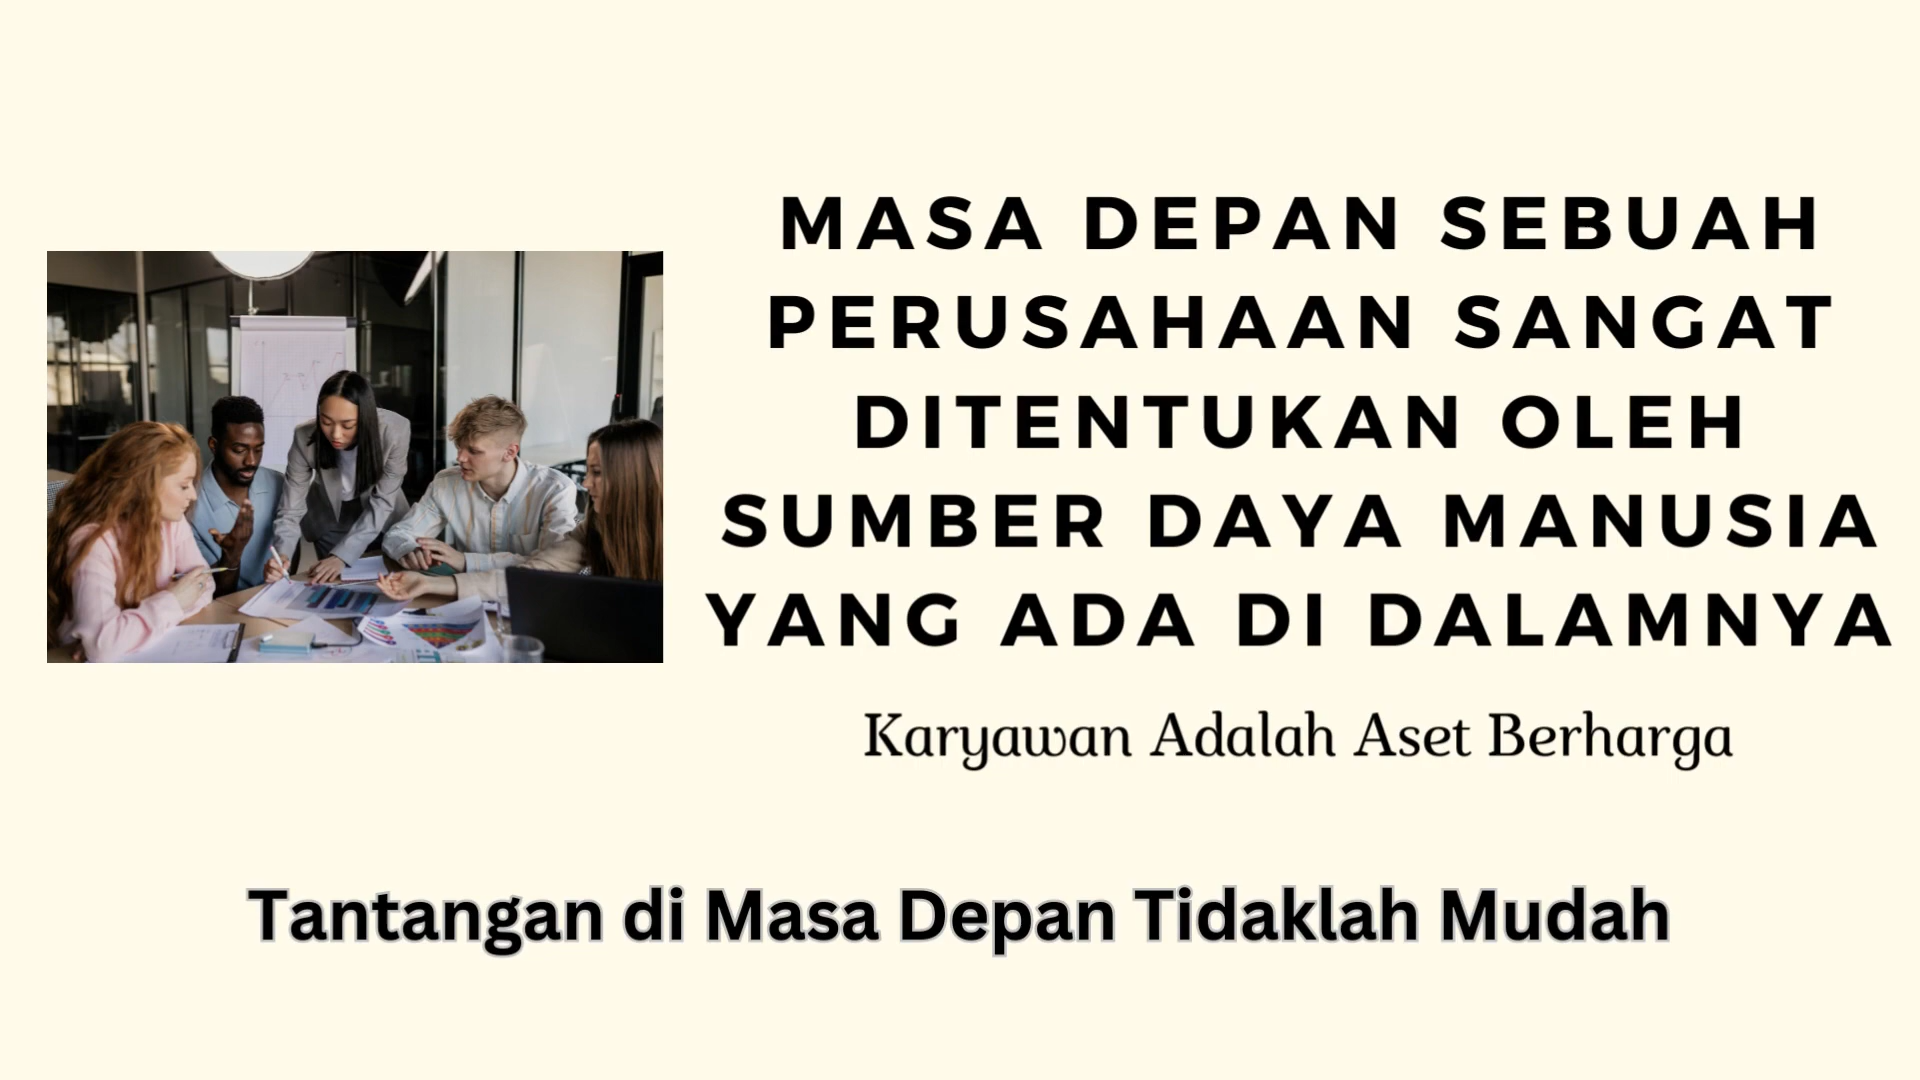 MASA DEPAN SEBUAH
PERUSAHAAN SANGAT
DITENTUKAN OLEH
SUMBER DAYA MANUSIA
YANG ADA DI DALAMNYA
Karyawan Adalah Aset Berharga
Tantangan di Masa Depan Tidaklah Mudah